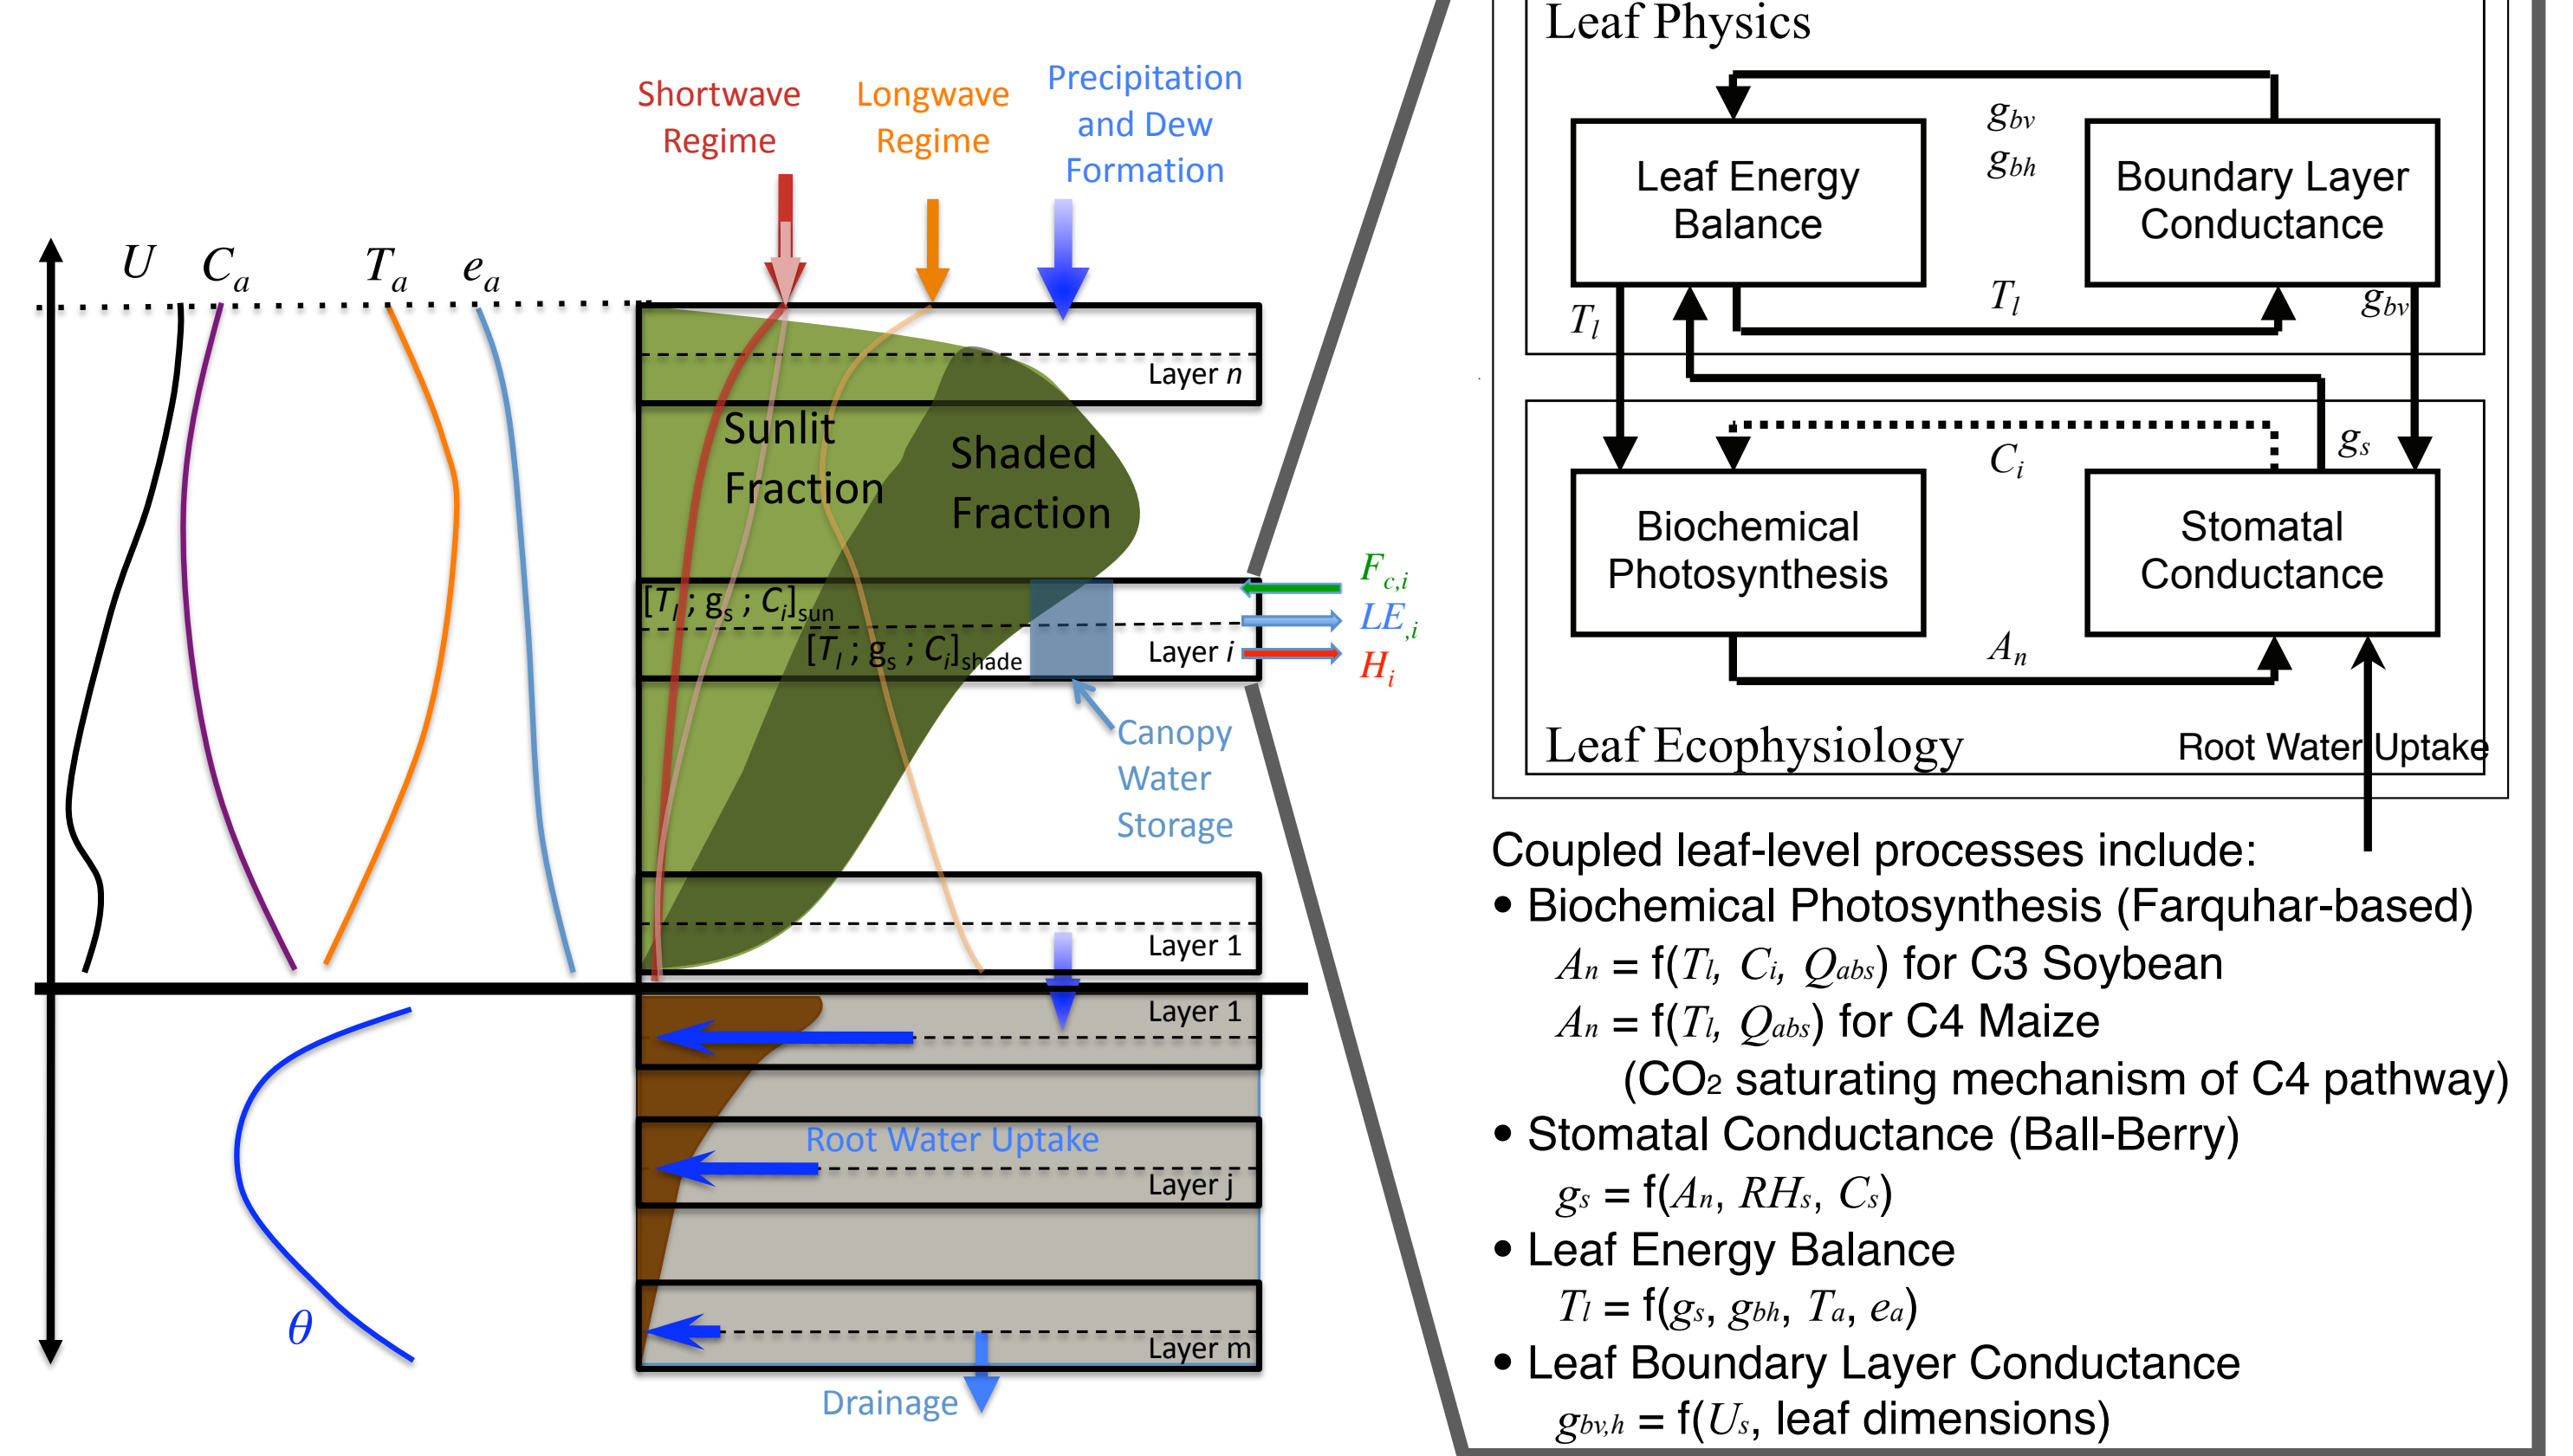 Shortwave
Regime
Longwave
Regime
Precipitation
and Dew
Formation
U
C_a
T_a
e_a
Layer n
Sunlit
Fraction
Shaded
Fraction
[T_l ; g_s ; C_i]_sun
[T_l ; g_s ; C_i]_shade
Layer i
F_c,i
LE_,i
H_i
Canopy
Water
Storage
Layer 1
Layer 1
Root Water Uptake
Layer j
Layer m
θ
Drainage
Leaf Physics
g_bv
g_bh
Leaf Energy
Balance
Boundary Layer
Conductance
T_l
T_l
g_bv
C_i
g_s
Biochemical
Photosynthesis
Stomatal
Conductance
A_n
Leaf Ecophysiology
Root Water Uptake
Coupled leaf-level processes include:
• Biochemical Photosynthesis (Farquhar-based)
A_n = f(T_l, C_i, Q_abs) for C3 Soybean
A_n = f(T_l, Q_abs) for C4 Maize
(CO₂ saturating mechanism of C4 pathway)
• Stomatal Conductance (Ball-Berry)
g_s = f(A_n, RH_s, C_s)
• Leaf Energy Balance
T_l = f(g_s, g_bh, T_a, e_a)
• Leaf Boundary Layer Conductance
g_bv,h = f(U_s, leaf dimensions)